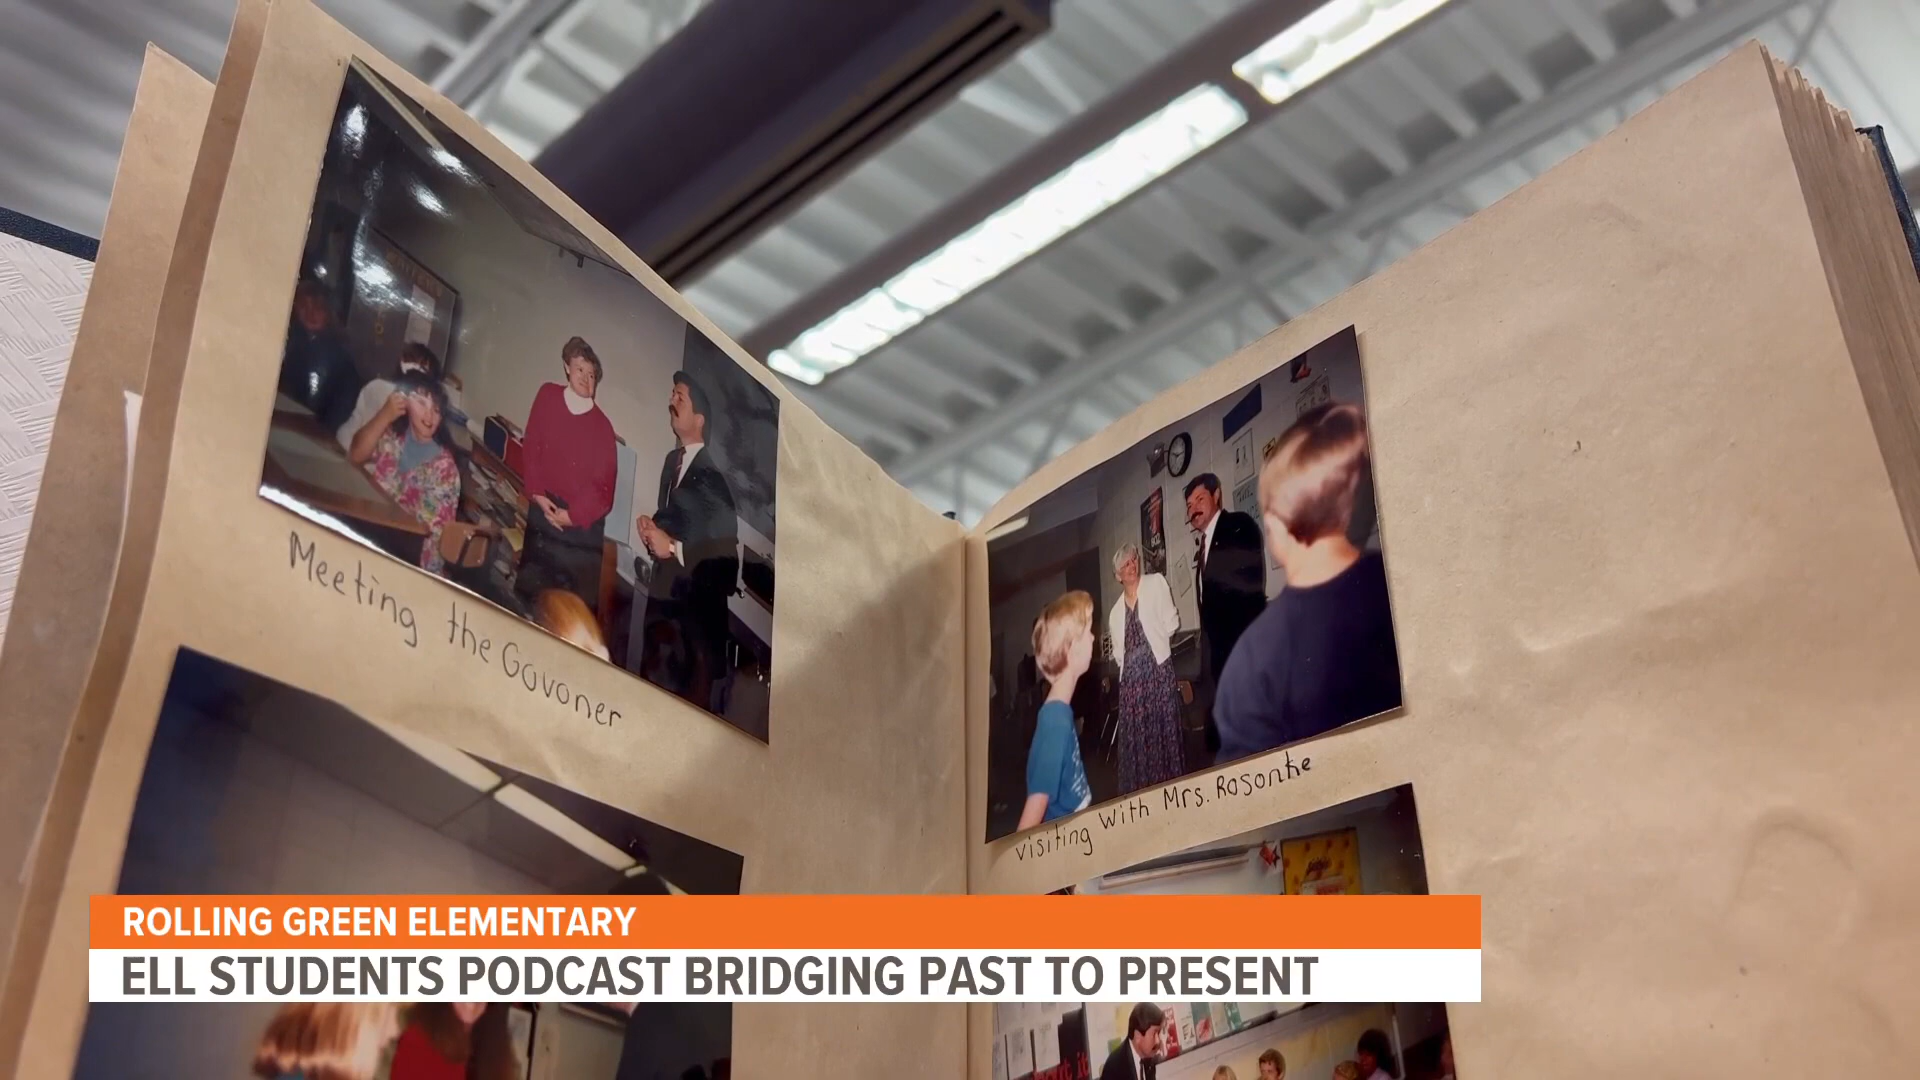 Meeting the Govoner
visiting with Mrs. Rosonke
ROLLING GREEN ELEMENTARY
ELL STUDENTS PODCAST BRIDGING PAST TO PRESENT